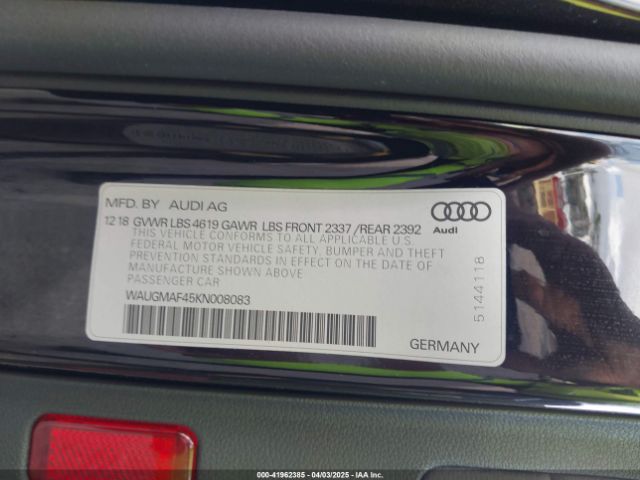 MFD. BY AUDI AG
12 18 GVWR LBS 4619 GAWR LBS FRONT 2337 / REAR 2392
THIS VEHICLE CONFORMS TO ALL APPLICABLE U.S.
FEDERAL MOTOR VEHICLE SAFETY, BUMPER AND THEFT
PREVENTION STANDARDS IN EFFECT ON THE DATE OF
MANUFACTURE SHOWN ABOVE
PASSENGER CAR
WAUGMAF45KN008083
Audi
5144118
GERMANY
000-41962385 - 04/03/2025 - IAAI.COM